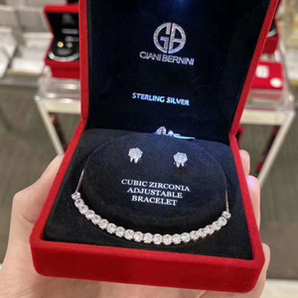 GB
GIANI BERNINI
STERLING SILVER
CUBIC ZIRCONIA
ADJUSTABLE
BRACELET